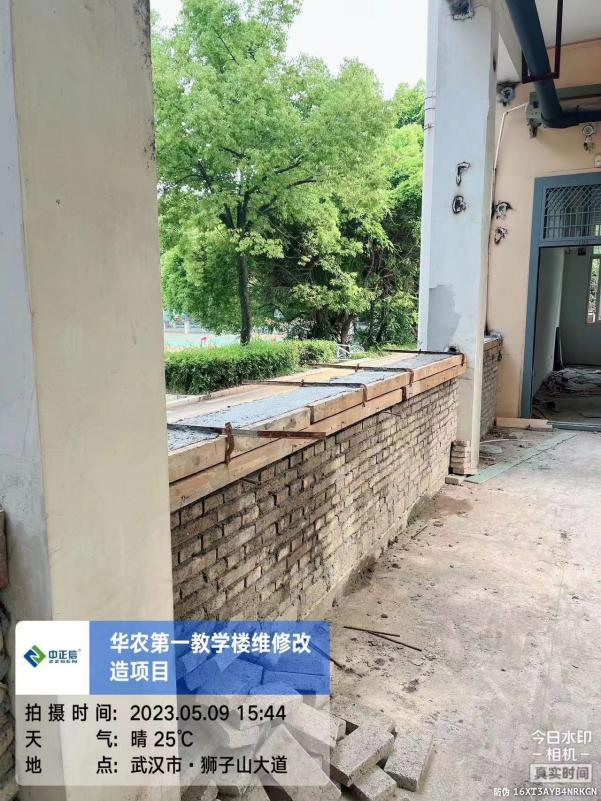 中正信
ZZGEN
华农第一教学楼维修改
造项目
拍摄时间: 2023.05.09 15:44
天气: 晴 25℃
地点: 武汉市·狮子山大道
今日水印
-相机-
真实时间
防伪 16XT3AYB4NRKGN